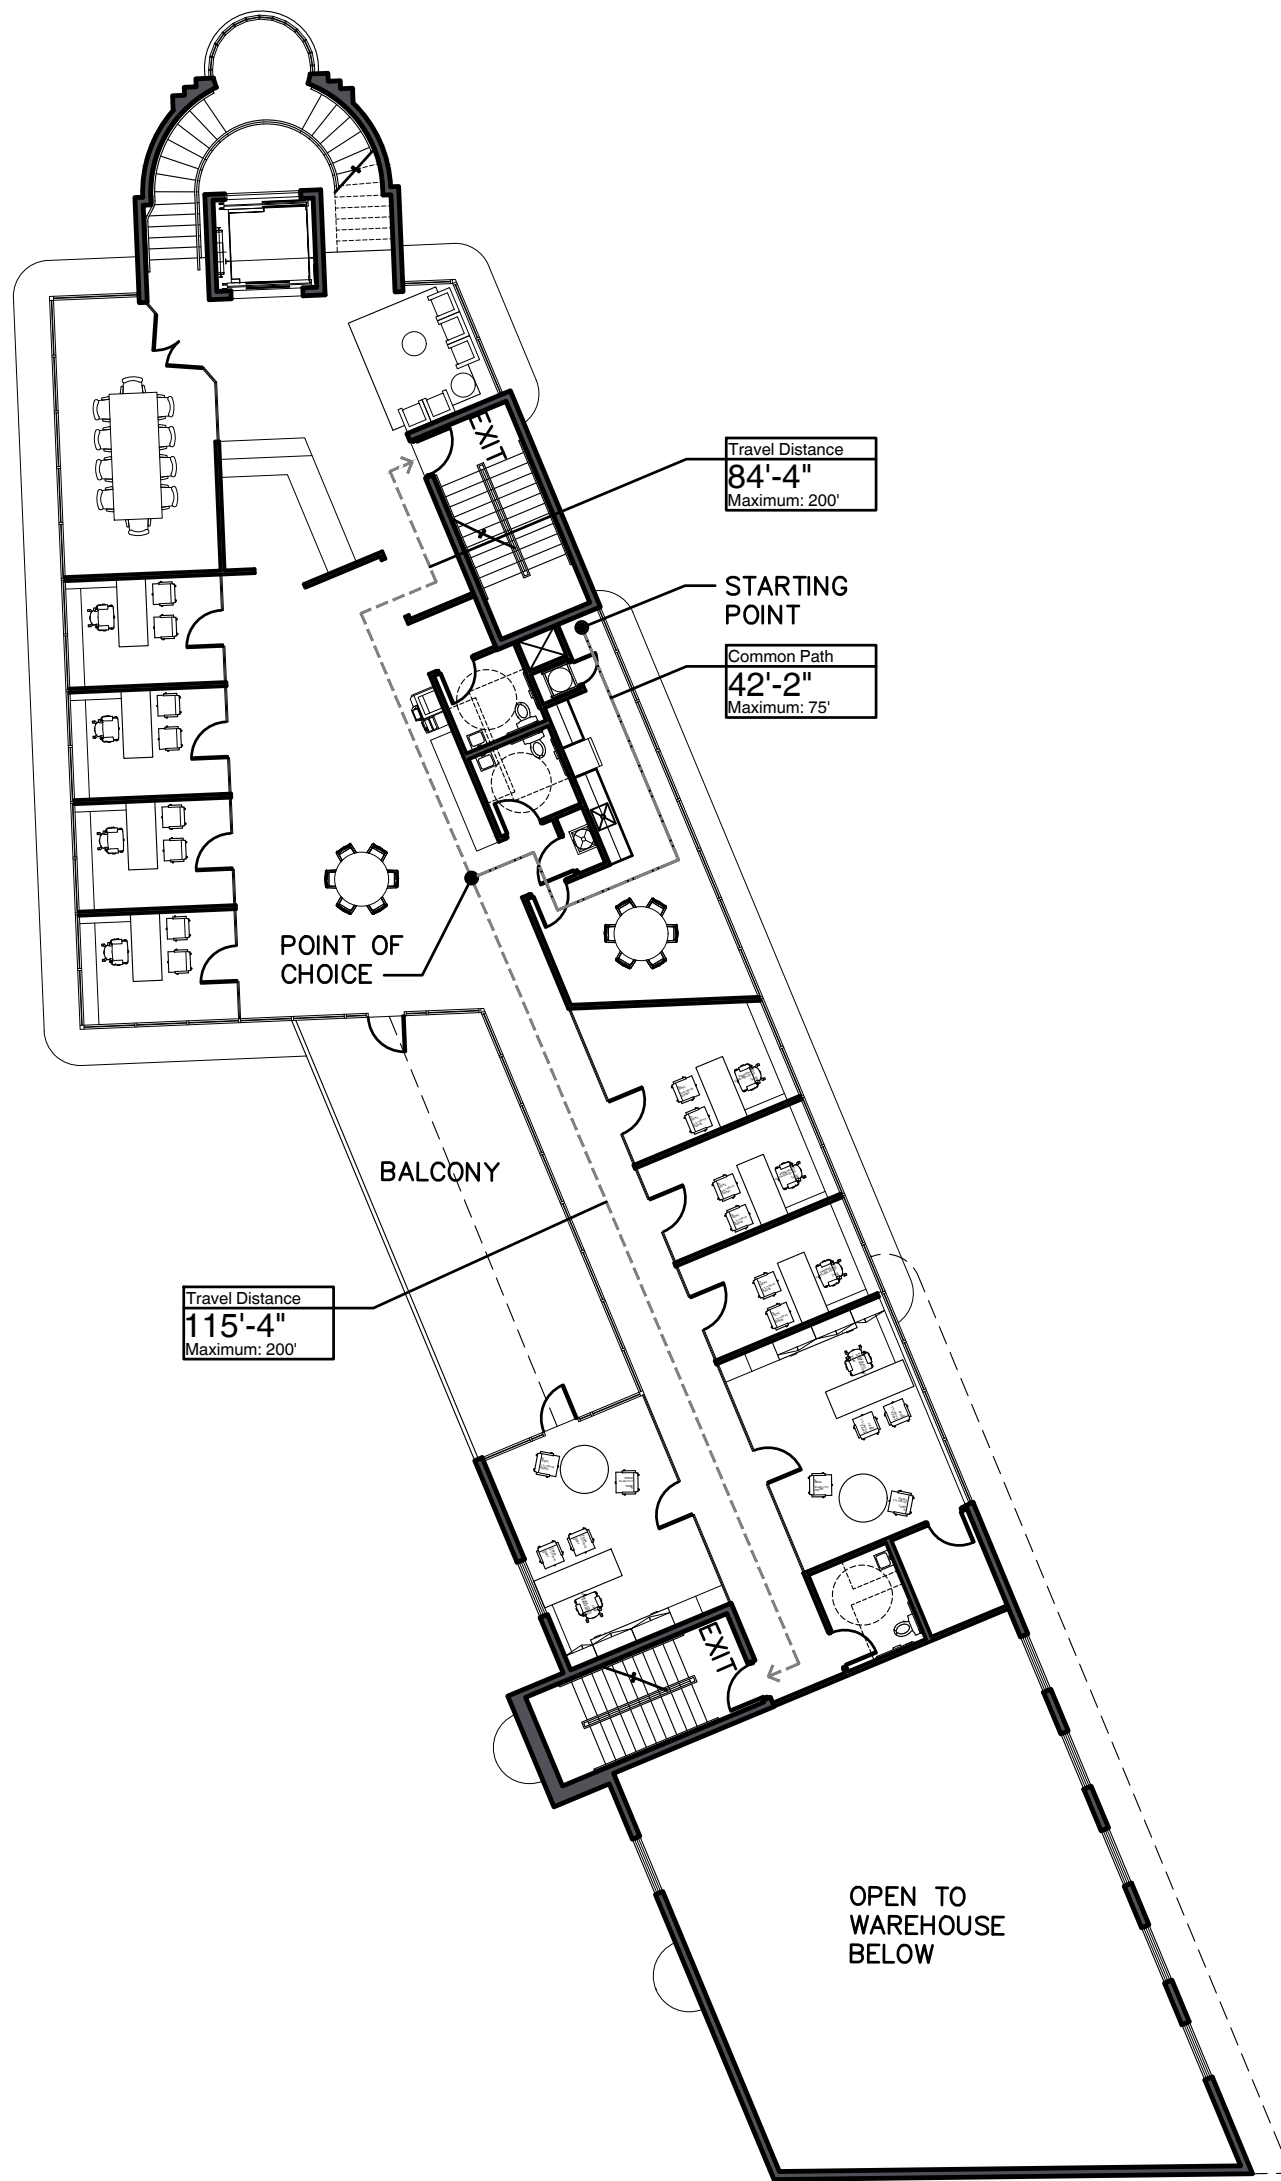 EXIT
Travel Distance
84'-4"
Maximum: 200'
STARTING
POINT
Common Path
42'-2"
Maximum: 75'
POINT OF
CHOICE
BALCONY
Travel Distance
115'-4"
Maximum: 200'
EXIT
OPEN TO
WAREHOUSE
BELOW